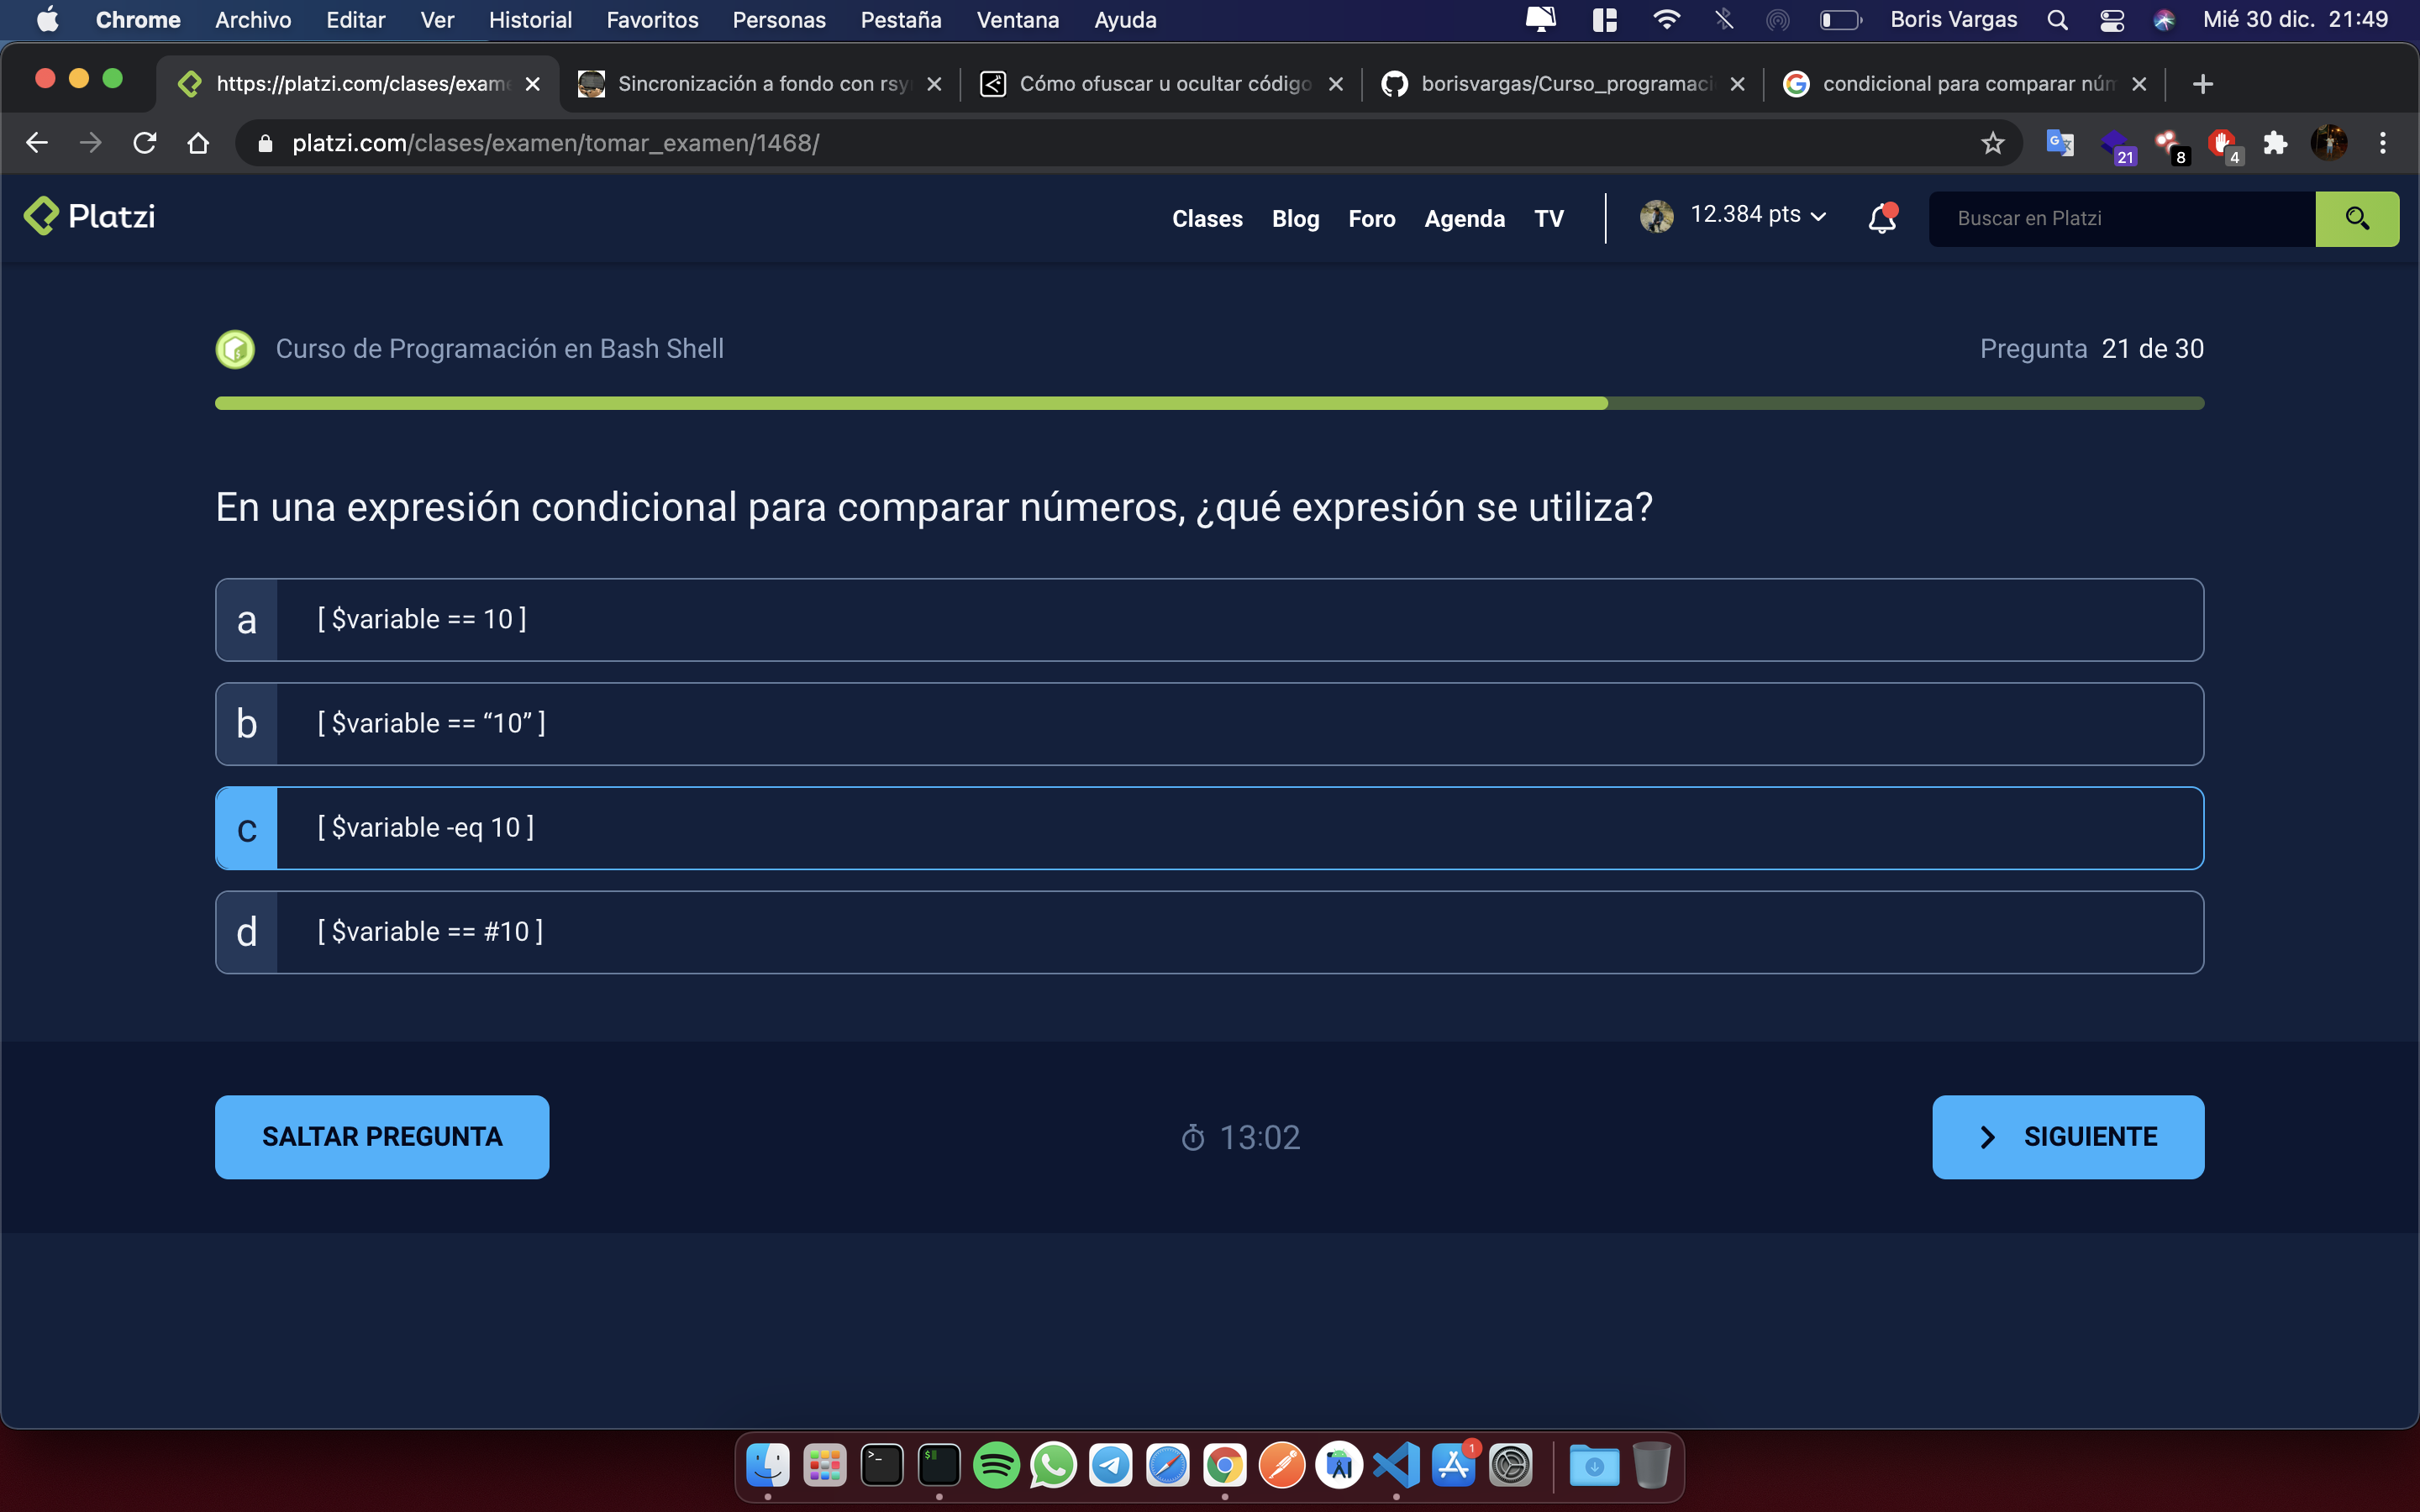 Chrome Archivo Editar Ver Historial Favoritos Personas Pestaña Ventana Ayuda Boris Vargas Mié 30 dic. 21:49
https://platzi.com/clases/exame Sincronización a fondo con rsy Cómo ofuscar u ocultar código borisvargas/Curso_programaci condicional para comparar núm
platzi.com/clases/examen/tomar_examen/1468/ 21 8 4
Platzi Clases Blog Foro Agenda TV 12.384 pts Buscar en Platzi
Curso de Programación en Bash Shell Pregunta 21 de 30
En una expresión condicional para comparar números, ¿qué expresión se utiliza?
a [ $variable == 10 ]
b [ $variable == “10” ]
c [ $variable -eq 10 ]
d [ $variable == #10 ]
SALTAR PREGUNTA 13:02 SIGUIENTE
1